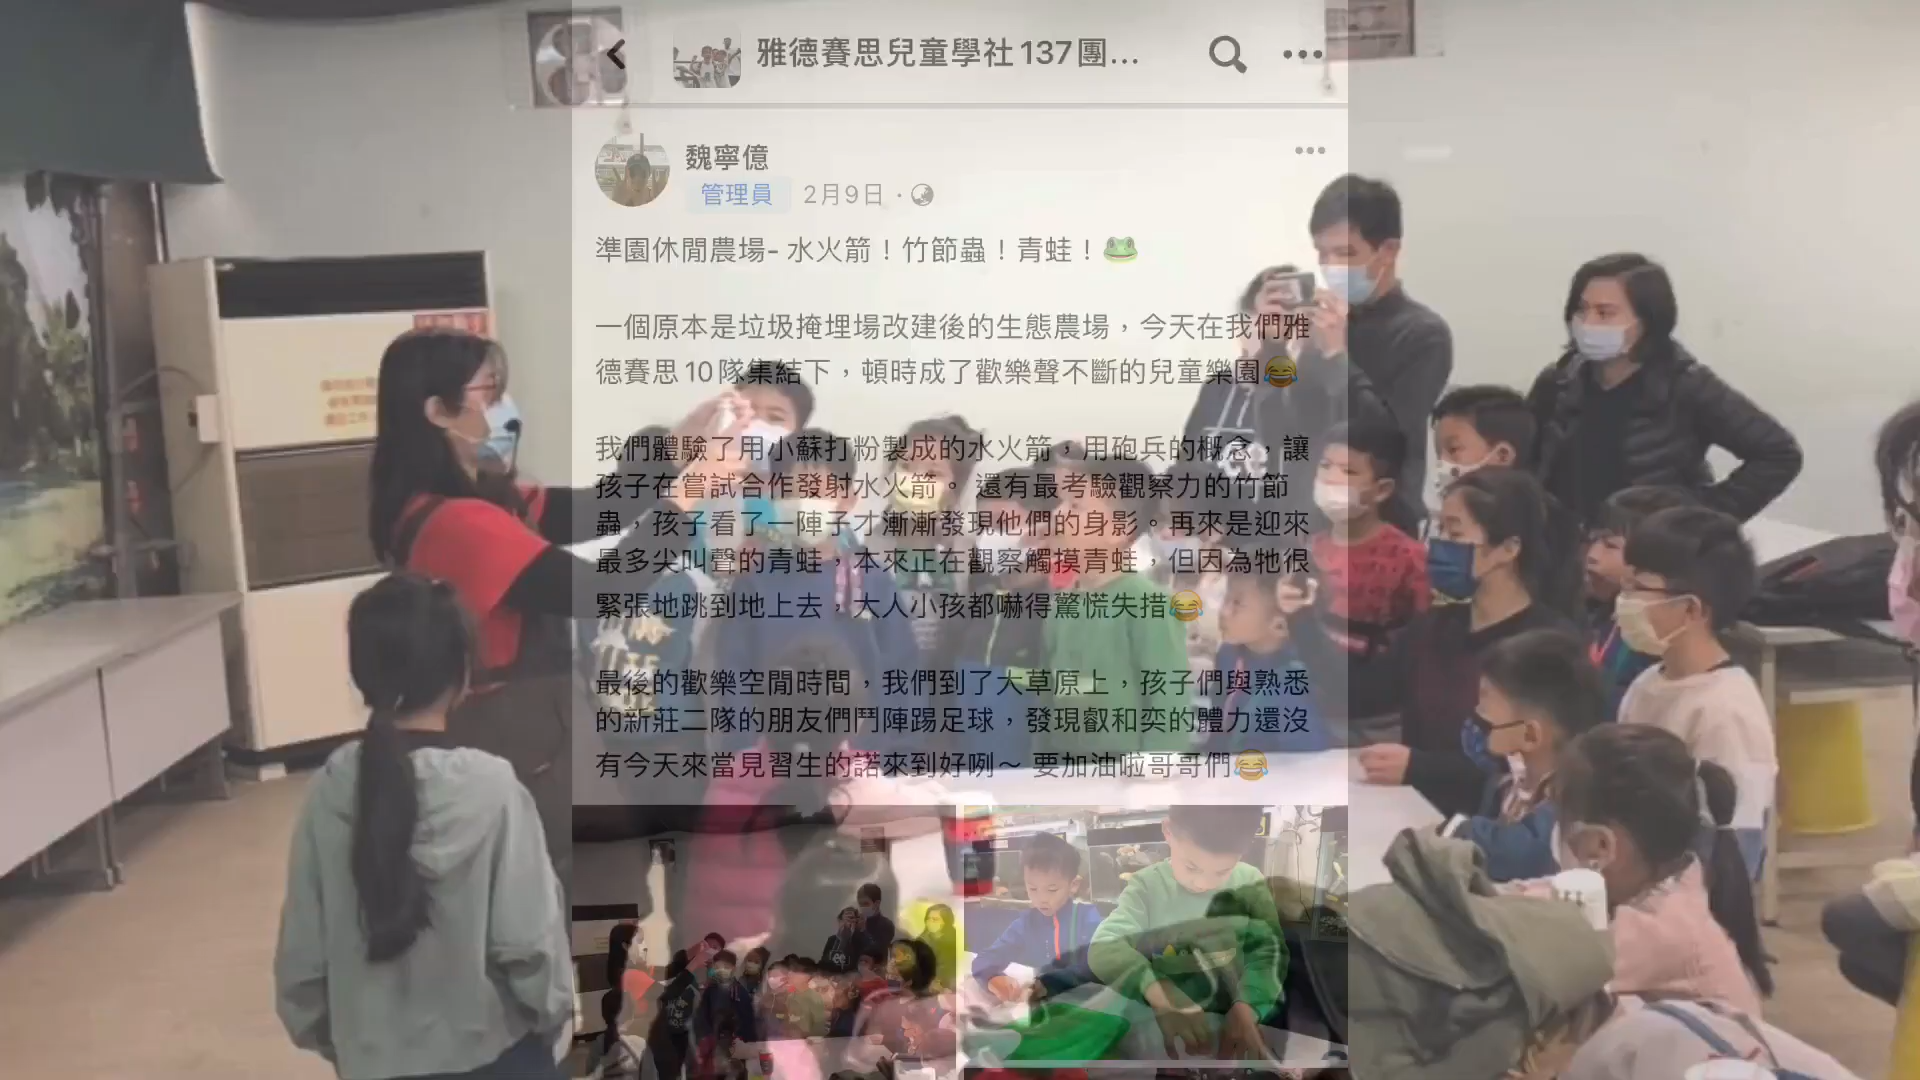 雅德賽思兒童學社137團...
魏寧億
管理員 2月9日
準園休閒農場- 水火箭！竹節蟲！青蛙！🐸
一個原本是垃圾掩埋場改建後的生態農場，今天在我們雅
德賽思10隊集結下，頓時成了歡樂聲不斷的兒童樂園😂
我們體驗了用小蘇打粉製成的水火箭，用砲兵的概念，讓
孩子在嘗試合作發射水火箭。 還有最考驗觀察力的竹節
蟲，孩子看了一陣子才漸漸發現他們的身影。再來是迎來
最多尖叫聲的青蛙，本來正在觀察觸摸青蛙，但因為牠很
緊張地跳到地上去，大人小孩都嚇得驚慌失措😂
最後的歡樂空閒時間，我們到了大草原上，孩子們與熟悉
的新莊二隊的朋友們鬥陣踢足球，發現叡和奕的體力還沒
有今天來當見習生的諾來到好咧～ 要加油啦哥哥們😂